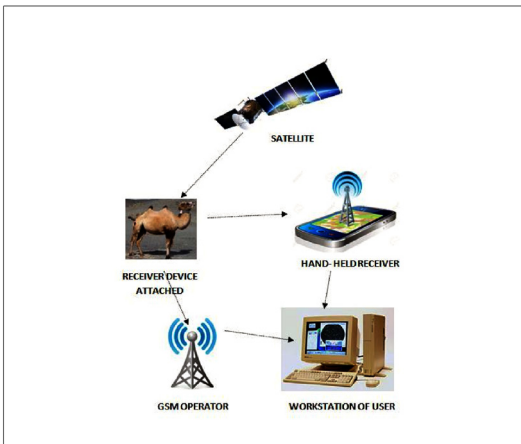 SATELLITE
HAND- HELD RECEIVER
RECEIVER DEVICE
ATTACHED
GSM OPERATOR
WORKSTATION OF USER